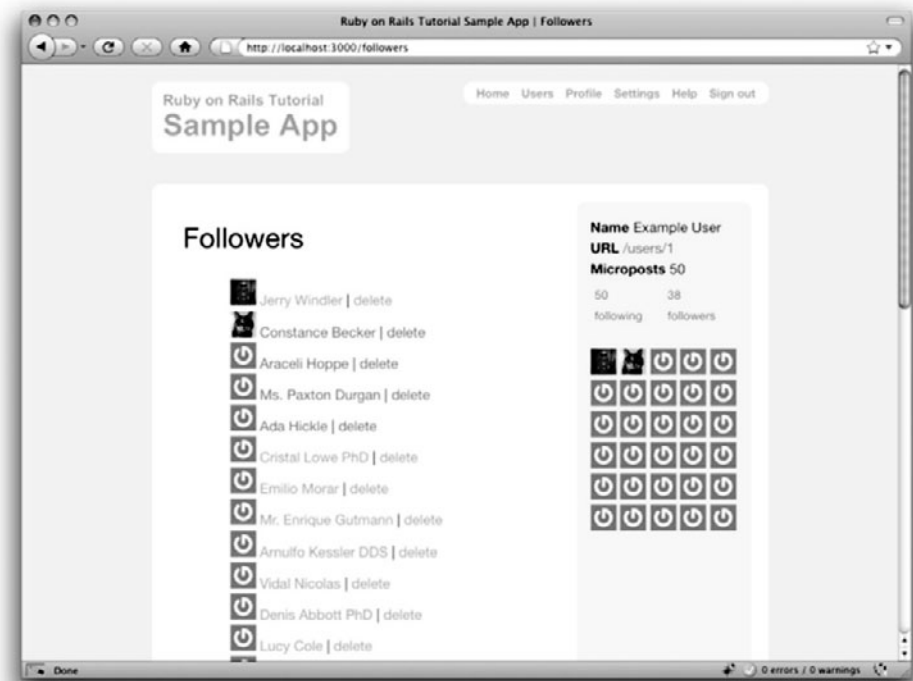 Ruby on Rails Tutorial Sample App | Followers
http://localhost:3000/followers
Ruby on Rails Tutorial
Sample App
Home Users Profile Settings Help Sign out
Followers
Jerry Windler | delete
Constance Becker | delete
Araceli Hoppe | delete
Ms. Paxton Durgan | delete
Ada Hickle | delete
Cristal Lowe PhD | delete
Emilio Morar | delete
Mr. Enrique Gutmann | delete
Arnulfo Kessler DDS | delete
Vidal Nicolas | delete
Denis Abbott PhD | delete
Lucy Cole | delete
Name Example User
URL /users/1
Microposts 50
50 38
following followers
Done
0 errors / 0 warnings